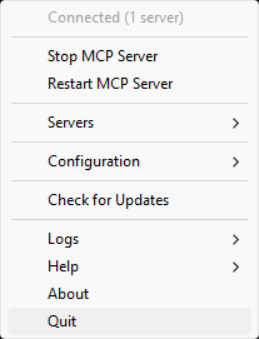 Connected (1 server)
Stop MCP Server
Restart MCP Server
Servers
Configuration
Check for Updates
Logs
Help
About
Quit